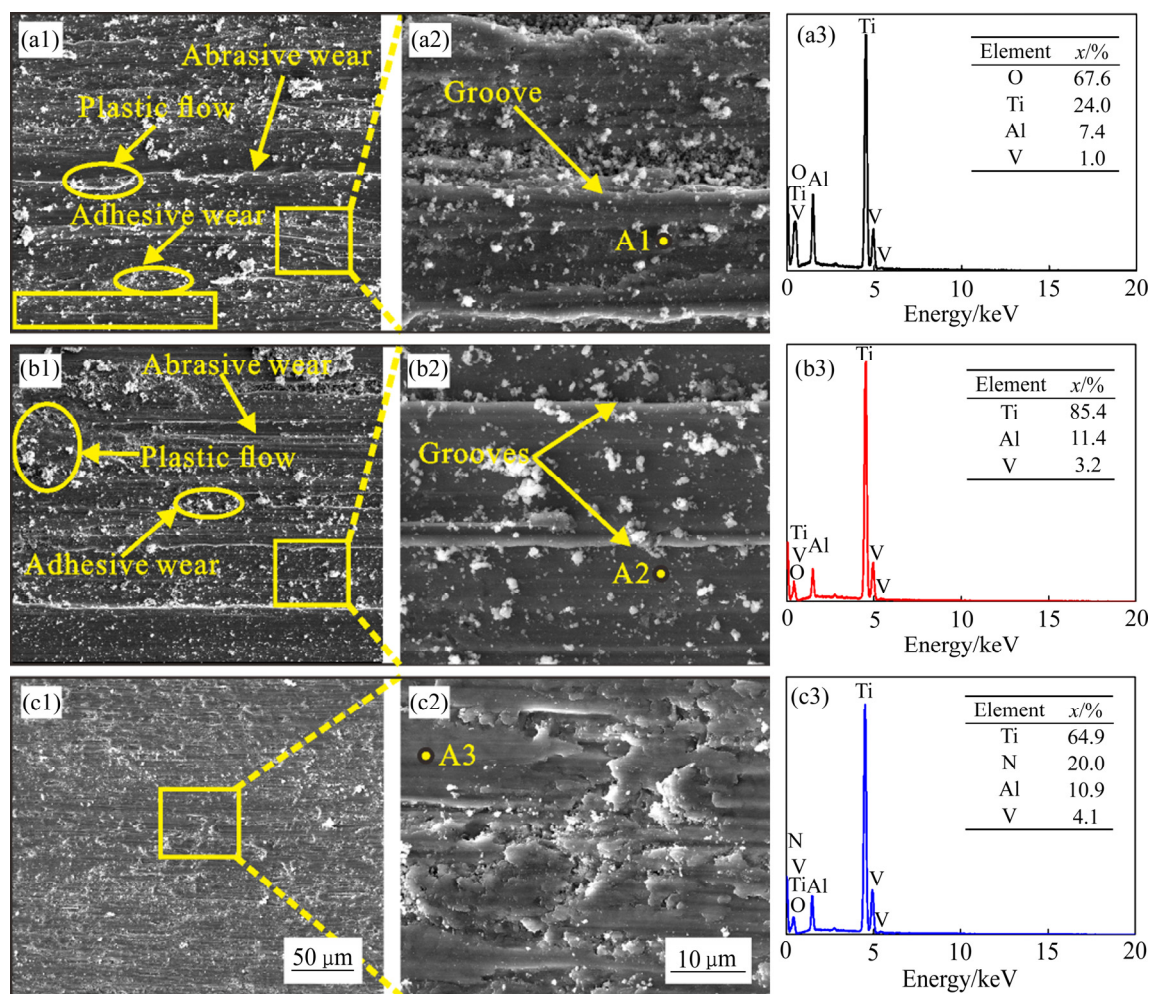 (a1)
Abrasive wear
Plastic flow
Adhesive wear
(a2)
Groove
A1
(a3)
Ti
Element x/%
O 67.6
Ti 24.0
Al 7.4
V 1.0
O
Ti Al
V
V
V
0 5 10 15 20
Energy/keV
(b1)
Abrasive wear
Plastic flow
Adhesive wear
(b2)
Grooves
A2
(b3)
Ti
Element x/%
Ti 85.4
Al 11.4
V 3.2
Ti
V Al
O
V
V
0 5 10 15 20
Energy/keV
(c1)
50 μm
(c2)
A3
10 μm
(c3)
Ti
Element x/%
Ti 64.9
N 20.0
Al 10.9
V 4.1
N
V
Ti Al
O
V
V
0 5 10 15 20
Energy/keV